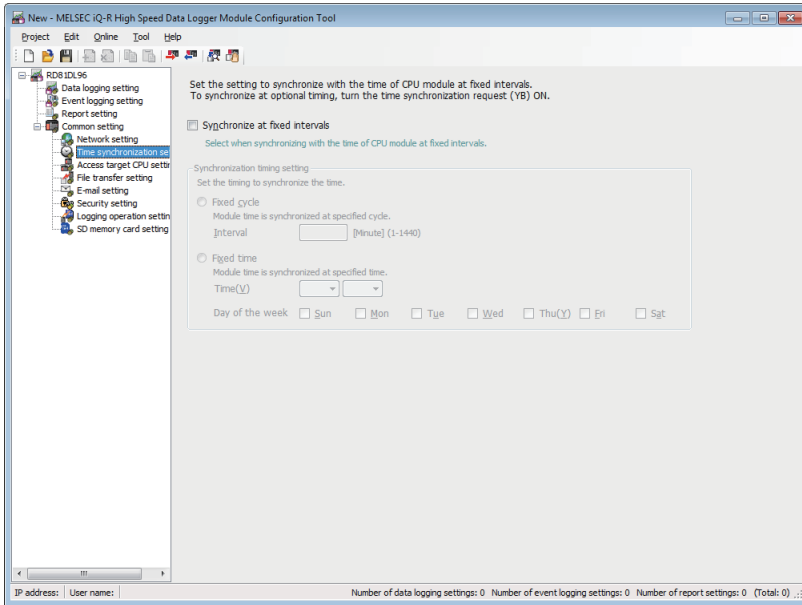 New - MELSEC iQ-R High Speed Data Logger Module Configuration Tool
Project Edit Online Tool Help
RD81DL96
Data logging setting
Event logging setting
Report setting
Common setting
Network setting
Time synchronization se
Access target CPU settin
File transfer setting
E-mail setting
Security setting
Logging operation settin
SD memory card setting
Set the setting to synchronize with the time of CPU module at fixed intervals.
To synchronize at optional timing, turn the time synchronization request (YB) ON.
Synchronize at fixed intervals
Select when synchronizing with the time of CPU module at fixed intervals.
Synchronization timing setting
Set the timing to synchronize the time.
Fixed cycle
Module time is synchronized at specified cycle.
Interval [Minute] (1-1440)
Fixed time
Module time is synchronized at specified time.
Time(V)
Day of the week Sun Mon Tue Wed Thu(Y) Fri Sat
IP address: User name: Number of data logging settings: 0 Number of event logging settings: 0 Number of report settings: 0 (Total: 0)